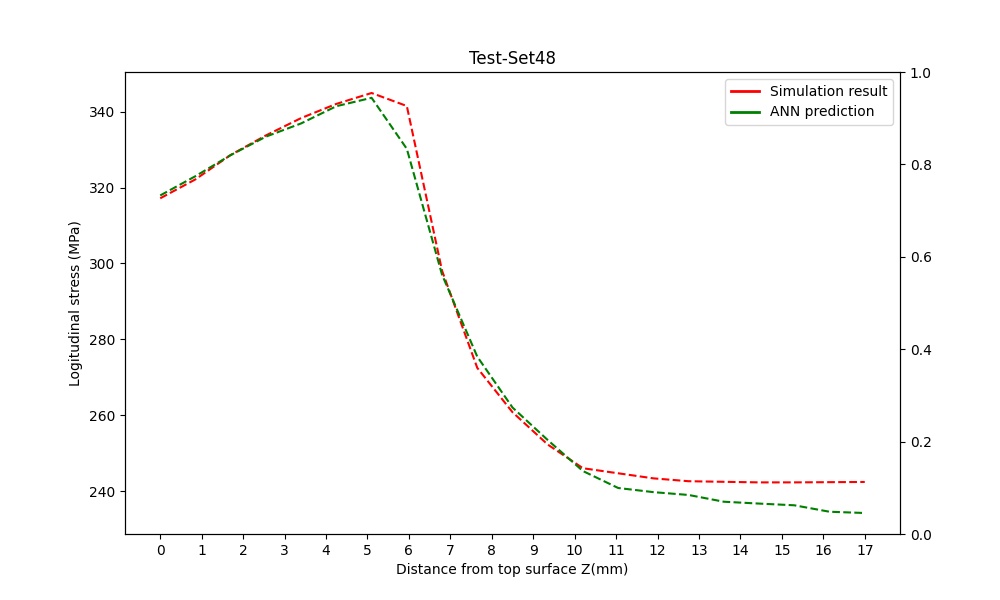 Test-Set48
Simulation result
ANN prediction
340
320
300
280
260
240
1.0
0.8
0.6
0.4
0.2
0.0
Logitudinal stress (MPa)
0 1 2 3 4 5 6 7 8 9 10 11 12 13 14 15 16 17
Distance from top surface Z(mm)